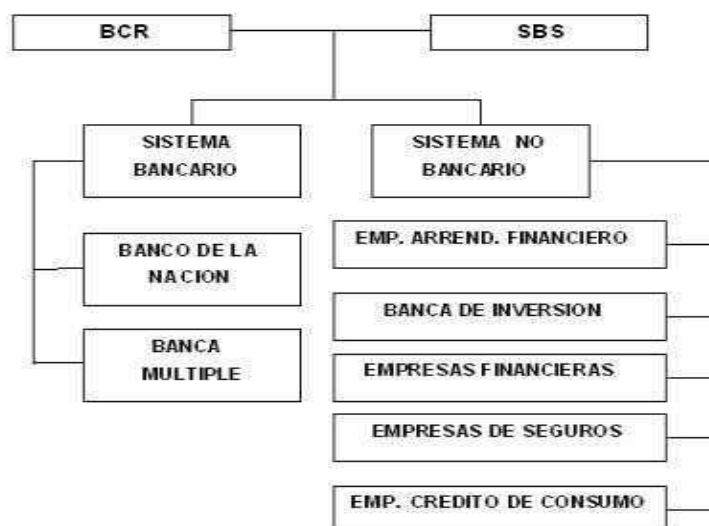 BCR
SBS
SISTEMA
BANCARIO
SISTEMA NO
BANCARIO
BANCO DE LA
NACION
BANCA
MULTIPLE
EMP. ARREND. FINANCIERO
BANCA DE INVERSION
EMPRESAS FINANCIERAS
EMPRESAS DE SEGUROS
EMP. CREDITO DE CONSUMO